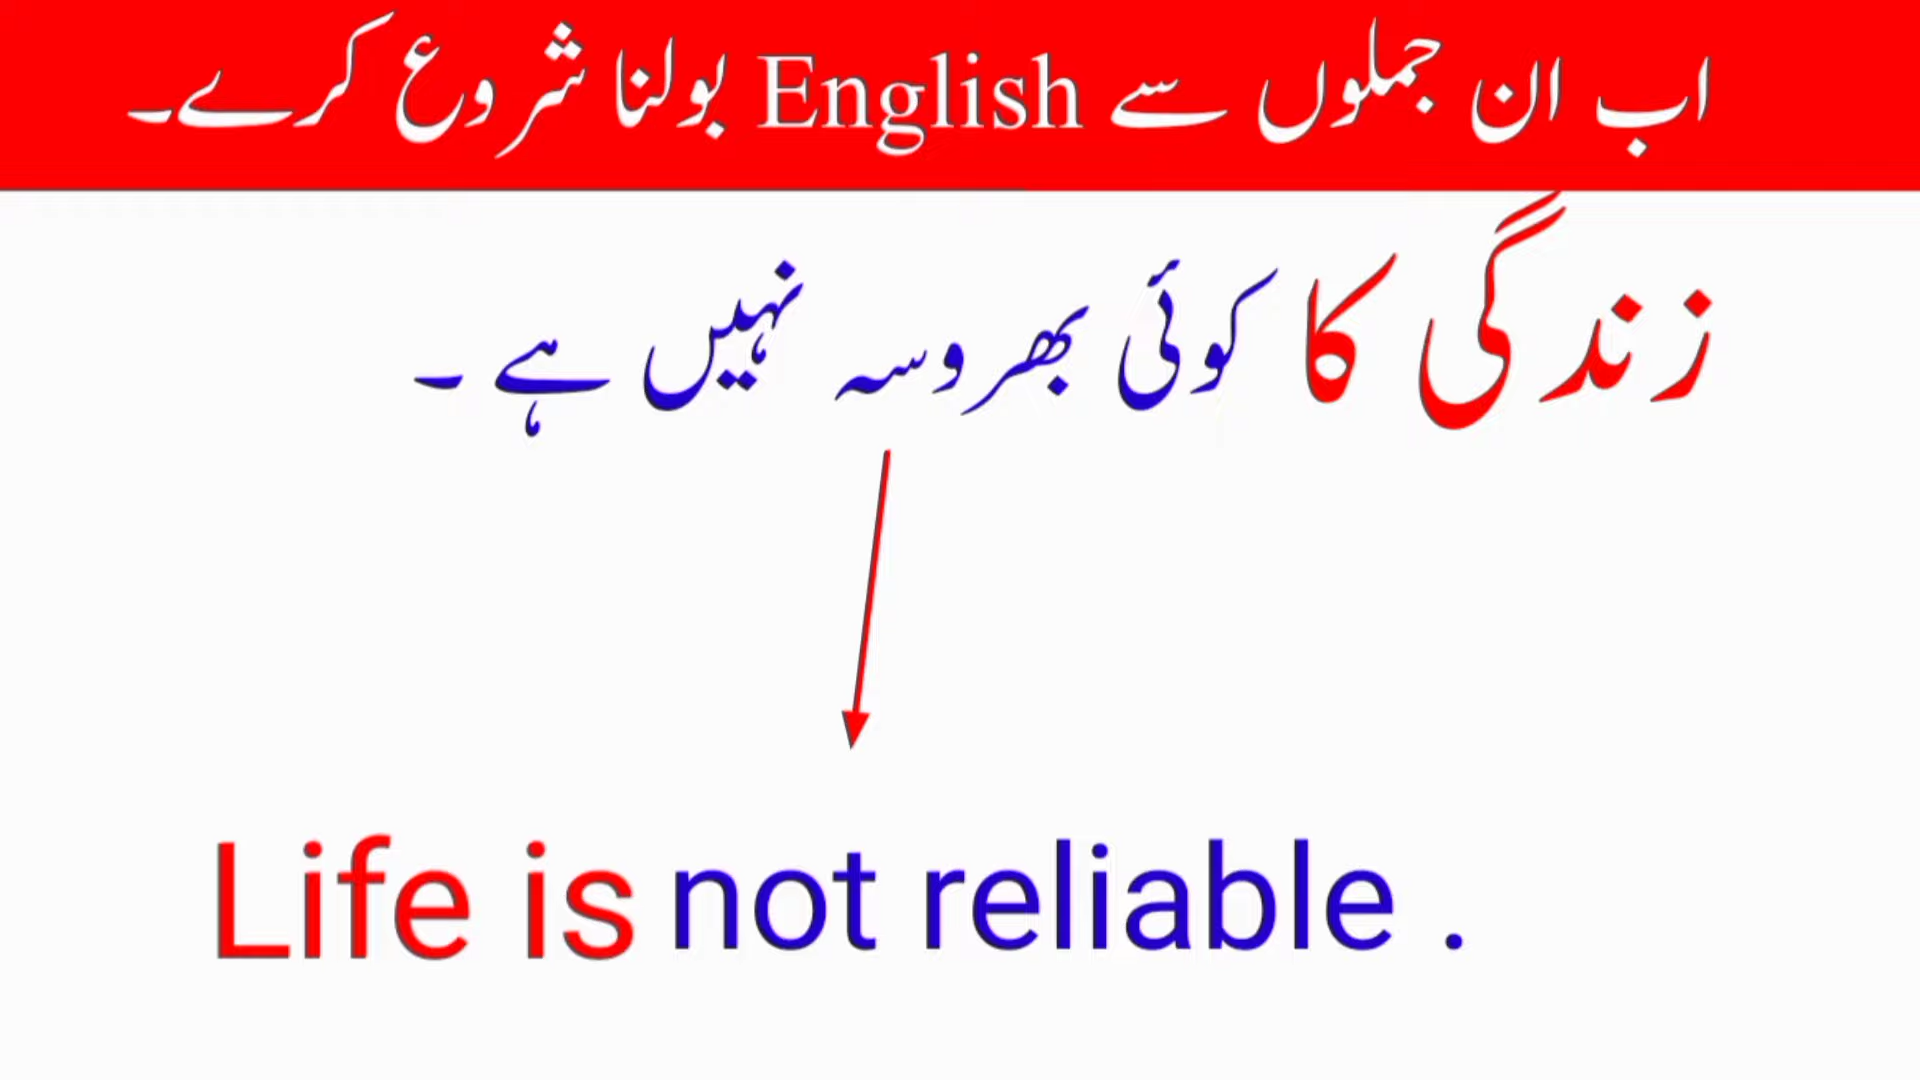 اب ان جملوں سے English بولنا شروع کرے۔
زندگی کا کوئی بھروسہ نہیں ہے ۔
Life is not reliable .